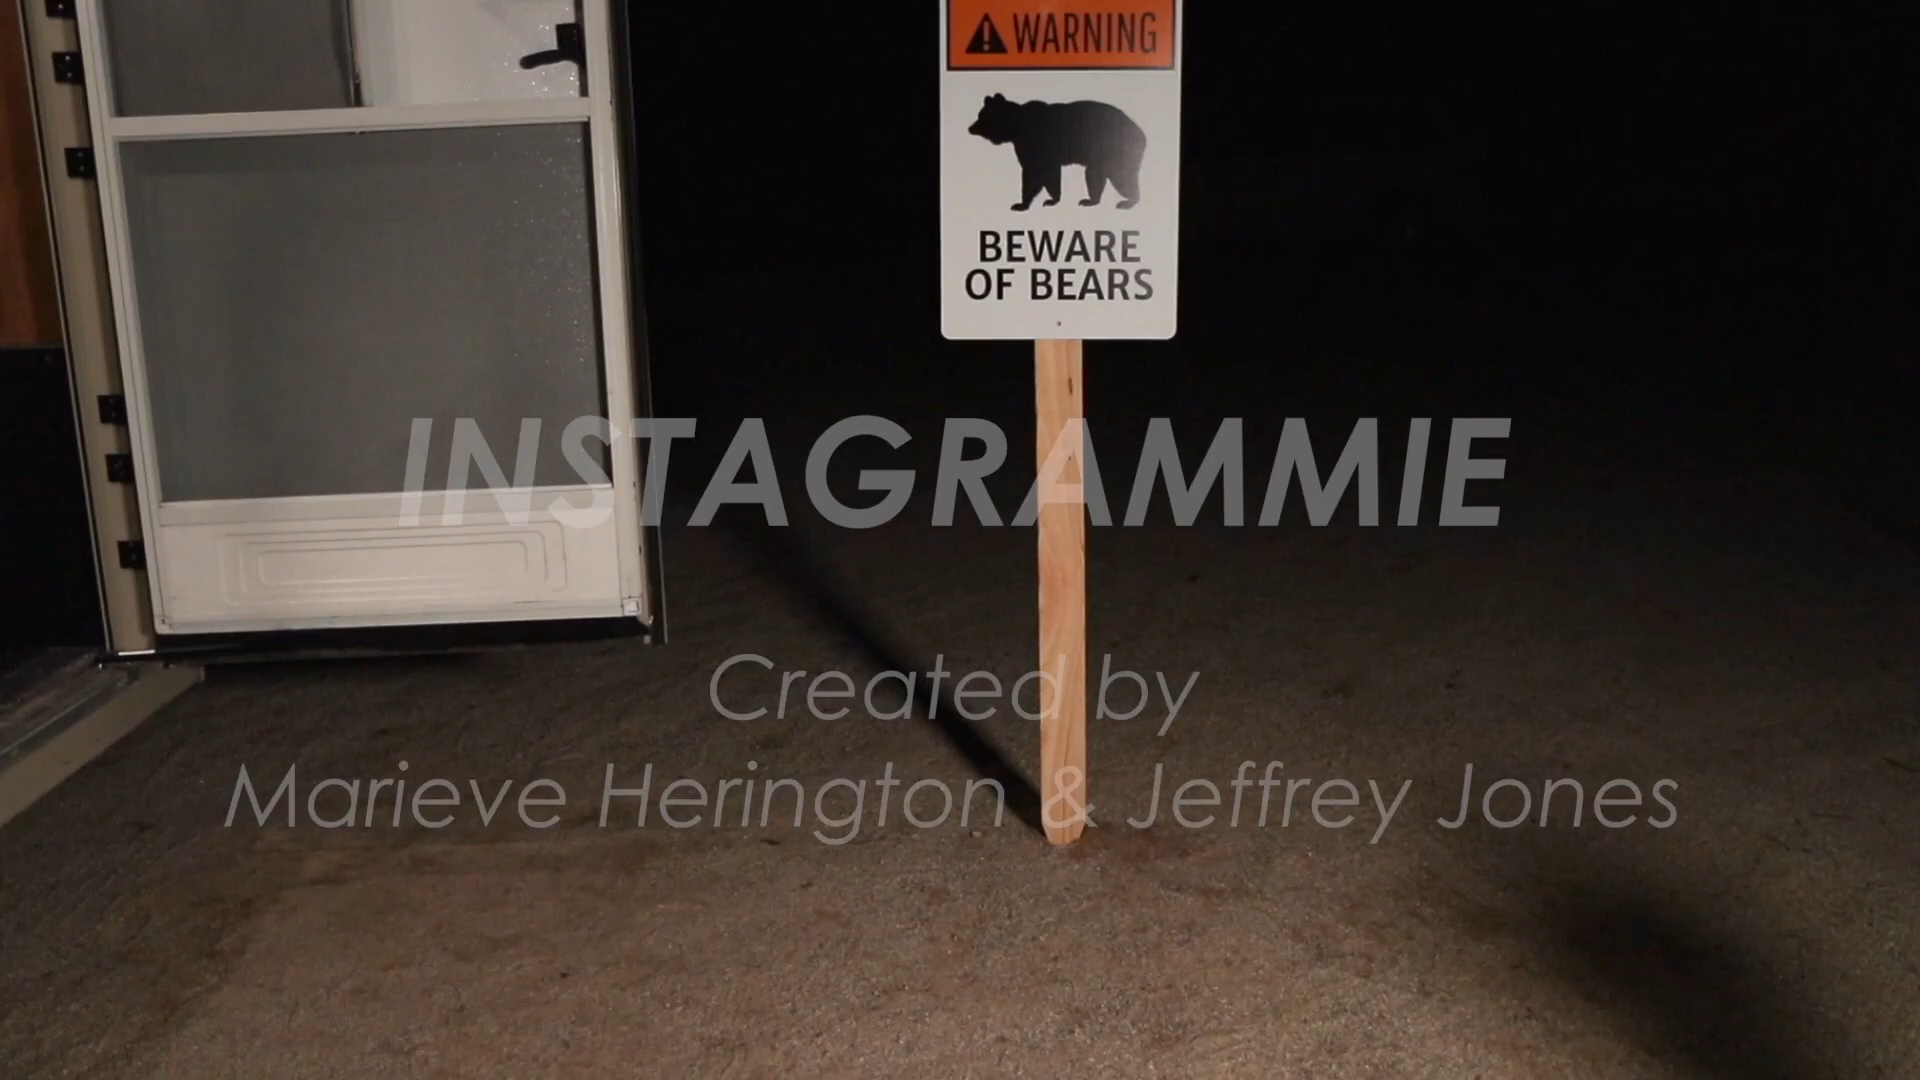 WARNING
BEWARE
OF BEARS
INSTAGRAMMIE
Created by
Marieve Herington & Jeffrey Jones